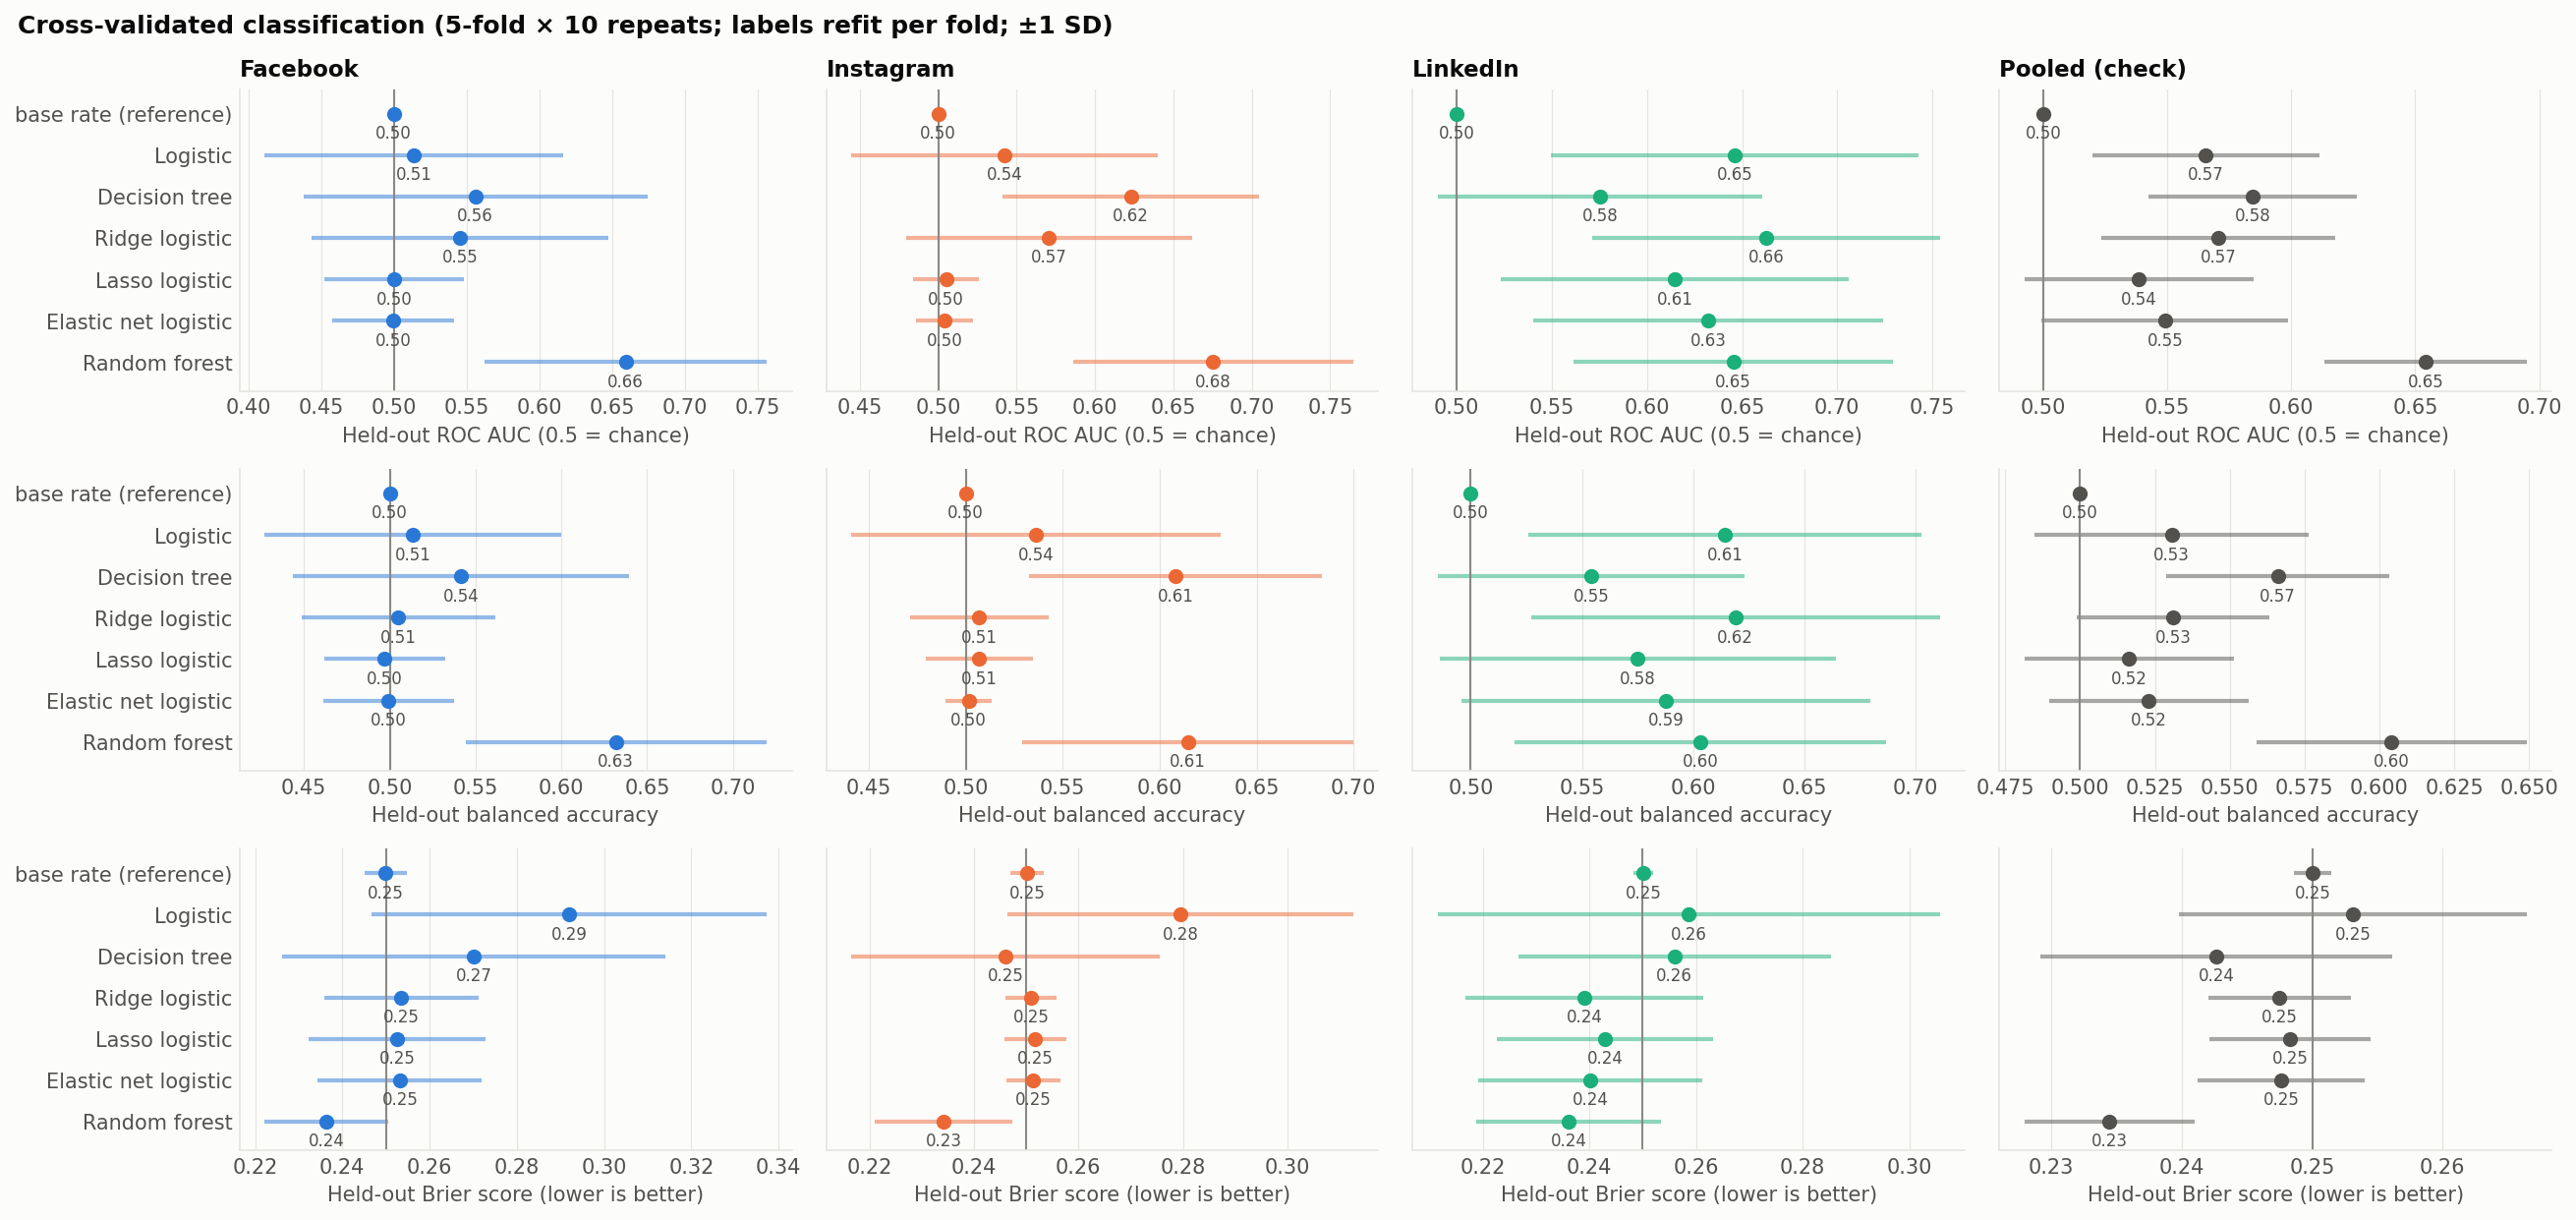 Cross-validated classification (5-fold × 10 repeats; labels refit per fold; ±1 SD)
Facebook
base rate (reference)
Logistic
Decision tree
Ridge logistic
Lasso logistic
Elastic net logistic
Random forest
0.50
0.51
0.56
0.55
0.50
0.50
0.66
0.40 0.45 0.50 0.55 0.60 0.65 0.70 0.75
Held-out ROC AUC (0.5 = chance)
Instagram
0.50
0.54
0.62
0.57
0.50
0.50
0.68
0.45 0.50 0.55 0.60 0.65 0.70 0.75
Held-out ROC AUC (0.5 = chance)
LinkedIn
0.50
0.65
0.58
0.66
0.61
0.63
0.65
0.50 0.55 0.60 0.65 0.70 0.75
Held-out ROC AUC (0.5 = chance)
Pooled (check)
0.50
0.57
0.58
0.57
0.54
0.55
0.65
0.50 0.55 0.60 0.65 0.70
Held-out ROC AUC (0.5 = chance)
base rate (reference)
Logistic
Decision tree
Ridge logistic
Lasso logistic
Elastic net logistic
Random forest
0.50
0.51
0.54
0.51
0.50
0.50
0.63
0.45 0.50 0.55 0.60 0.65 0.70
Held-out balanced accuracy
0.50
0.54
0.61
0.51
0.51
0.50
0.61
0.45 0.50 0.55 0.60 0.65 0.70
Held-out balanced accuracy
0.50
0.61
0.55
0.62
0.58
0.59
0.60
0.50 0.55 0.60 0.65 0.70
Held-out balanced accuracy
0.50
0.53
0.57
0.53
0.52
0.52
0.60
0.475 0.500 0.525 0.550 0.575 0.600 0.625 0.650
Held-out balanced accuracy
base rate (reference)
Logistic
Decision tree
Ridge logistic
Lasso logistic
Elastic net logistic
Random forest
0.25
0.29
0.27
0.25
0.25
0.25
0.24
0.22 0.24 0.26 0.28 0.30 0.32 0.34
Held-out Brier score (lower is better)
0.25
0.28
0.25
0.25
0.25
0.25
0.23
0.22 0.24 0.26 0.28 0.30
Held-out Brier score (lower is better)
0.25
0.26
0.26
0.24
0.24
0.24
0.24
0.22 0.24 0.26 0.28 0.30
Held-out Brier score (lower is better)
0.25
0.25
0.24
0.25
0.25
0.25
0.23
0.23 0.24 0.25 0.26
Held-out Brier score (lower is better)